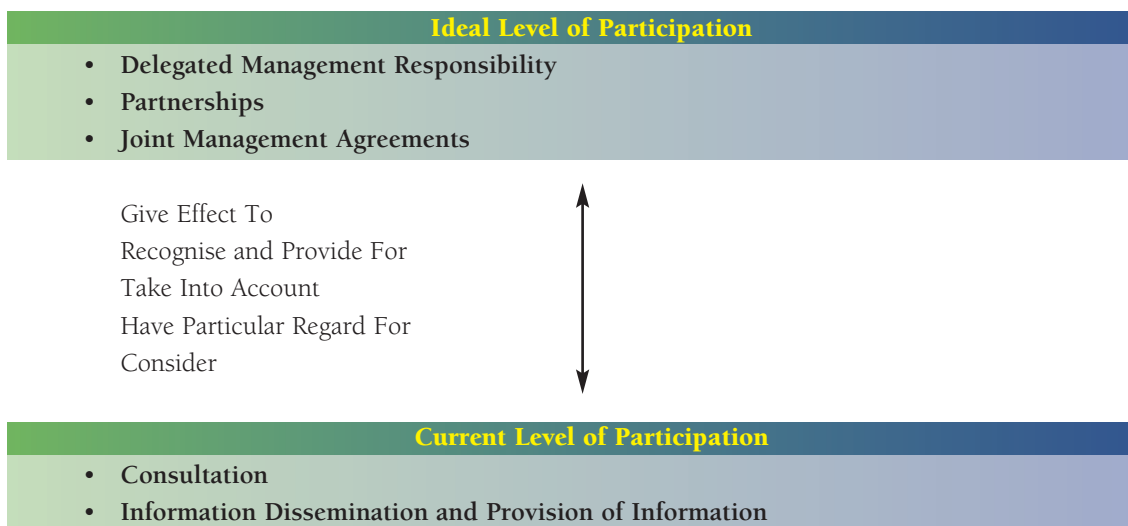 Ideal Level of Participation
• Delegated Management Responsibility
• Partnerships
• Joint Management Agreements
Give Effect To
Recognise and Provide For
Take Into Account
Have Particular Regard For
Consider
Current Level of Participation
• Consultation
• Information Dissemination and Provision of Information